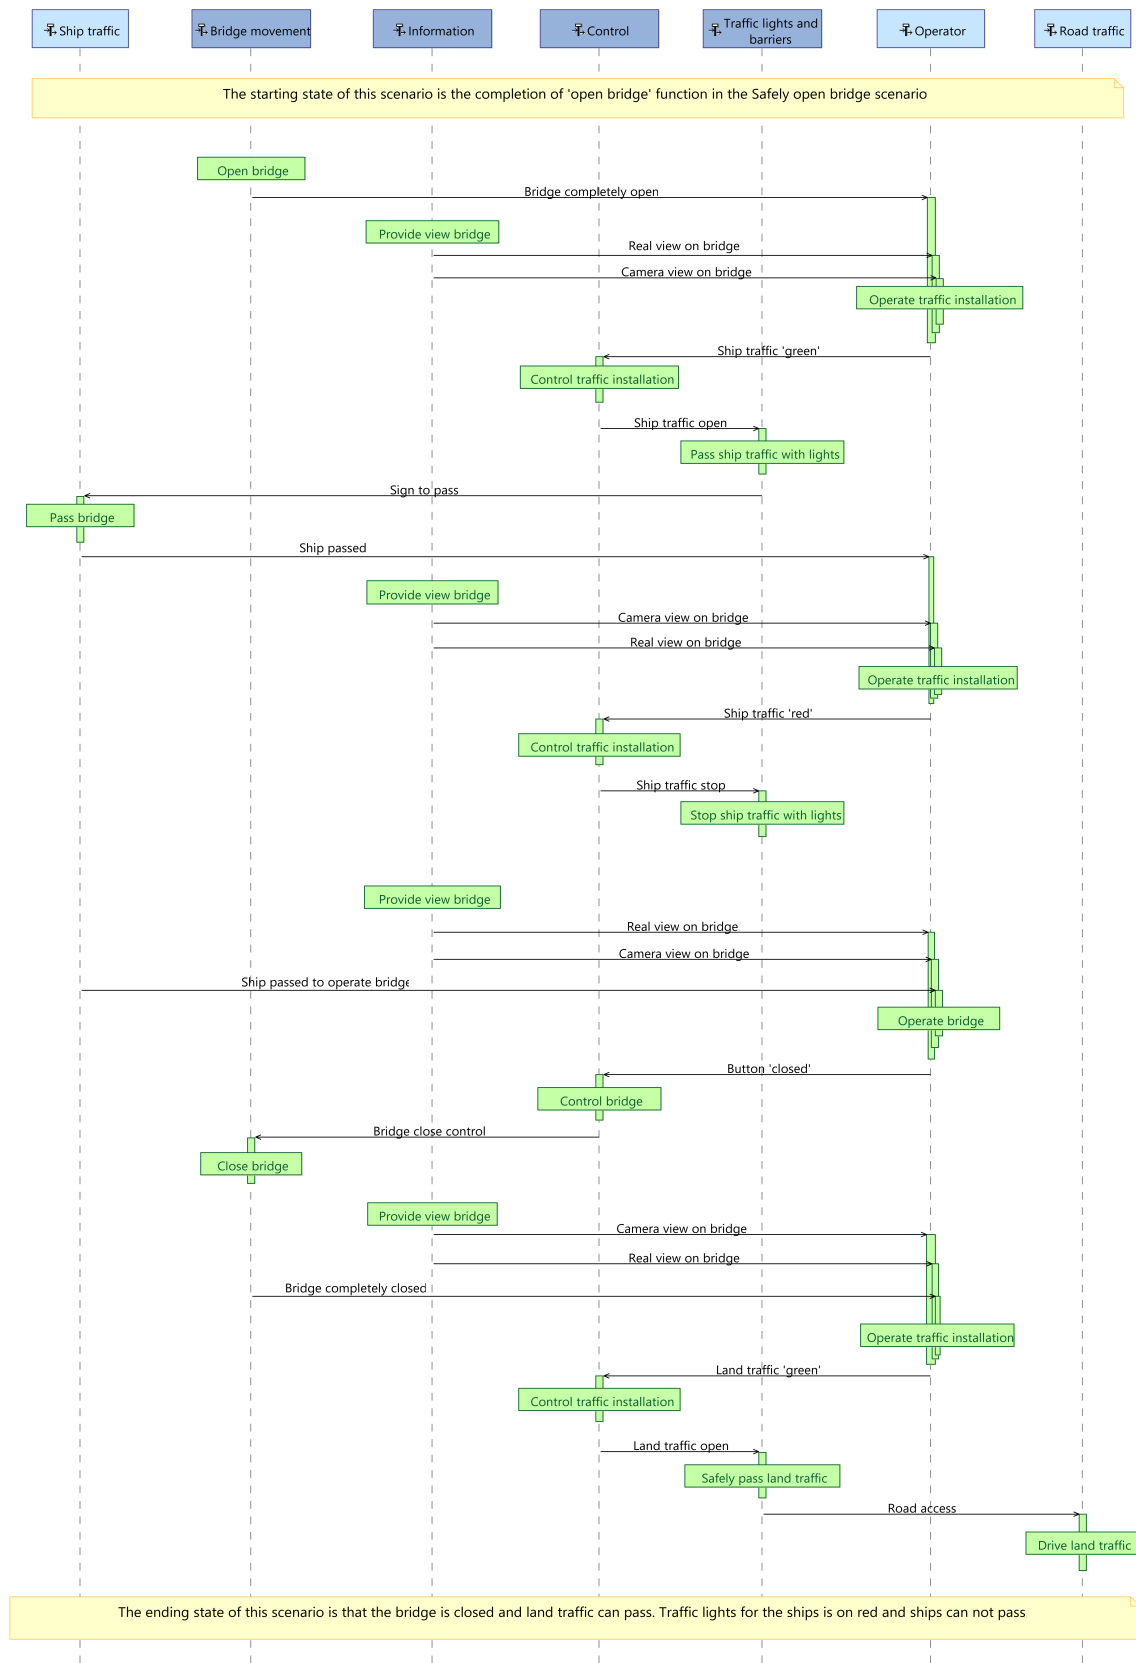 Ship traffic
Bridge movement
Information
Control
Traffic lights and
barriers
Operator
Road traffic
The starting state of this scenario is the completion of 'open bridge' function in the Safely open bridge scenario
Open bridge
Bridge completely open
Provide view bridge
Real view on bridge
Camera view on bridge
Operate traffic installation
Ship traffic 'green'
Control traffic installation
Ship traffic open
Pass ship traffic with lights
Sign to pass
Pass bridge
Ship passed
Provide view bridge
Camera view on bridge
Real view on bridge
Operate traffic installation
Ship traffic 'red'
Control traffic installation
Ship traffic stop
Stop ship traffic with lights
Provide view bridge
Real view on bridge
Camera view on bridge
Ship passed to operate bridge
Operate bridge
Button 'closed'
Control bridge
Bridge close control
Close bridge
Provide view bridge
Camera view on bridge
Real view on bridge
Bridge completely closed
Operate traffic installation
Land traffic 'green'
Control traffic installation
Land traffic open
Safely pass land traffic
Road access
Drive land traffic
The ending state of this scenario is that the bridge is closed and land traffic can pass. Traffic lights for the ships is on red and ships can not pass